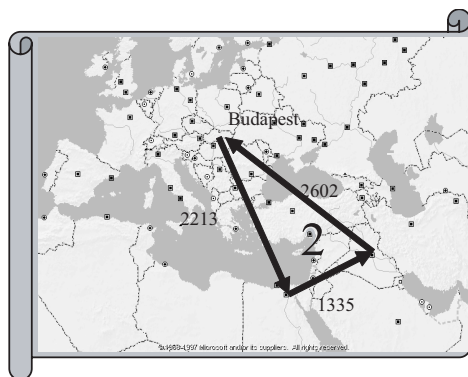 Budapest
2602
2213
2
1335
© 1988-1997 Microsoft and/or its suppliers. All rights reserved.